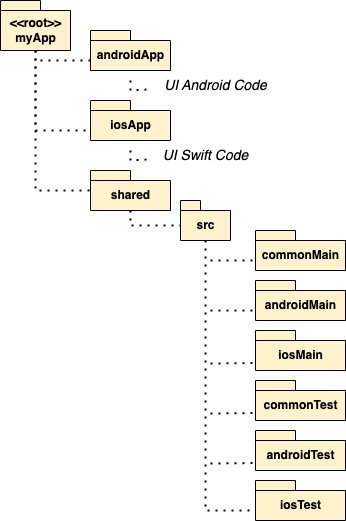 <<root>>
myApp
androidApp
UI Android Code
iosApp
UI Swift Code
shared
src
commonMain
androidMain
iosMain
commonTest
androidTest
iosTest